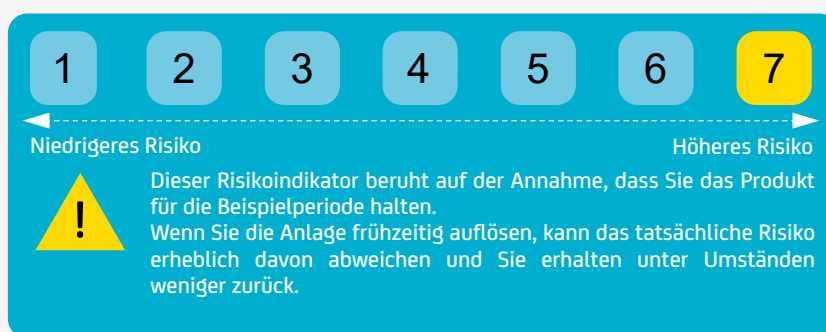 1 2 3 4 5 6 7
Niedrigeres Risiko Höheres Risiko
!
Dieser Risikoindikator beruht auf der Annahme, dass Sie das Produkt
für die Beispielperiode halten.
Wenn Sie die Anlage frühzeitig auflösen, kann das tatsächliche Risiko
erheblich davon abweichen und Sie erhalten unter Umständen
weniger zurück.